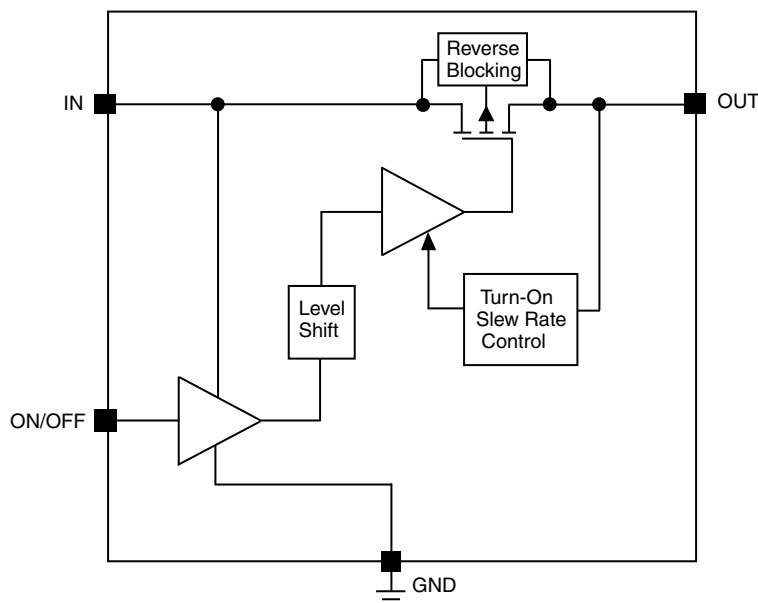 Reverse
Blocking
IN
OUT
Level
Shift
Turn-On
Slew Rate
Control
ON/OFF
GND